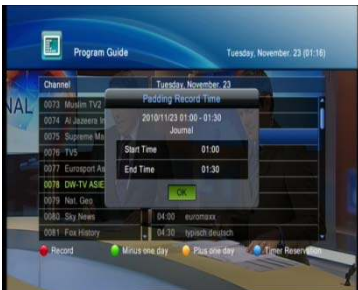 Program Guide
Tuesday, November. 23 (01:16)
Channel
Tuesday, November. 23
NAL
0073 Muslim TV2
0074 Al Jazeera In
0075 Supreme Ma
0076 TV5
0077 Eurosport As
0078 DW-TV ASIE
0079 Nat. Geo
0080 Sky News
0081 Fox History
Padding Record Time
2010/11/23 01:00 - 01:30
Journal
Start Time 01:00
End Time 01:30
OK
04:00 euromaxx
04:30 typisch deutsch
Record
Minus one day
Plus one day
Timer Reservation